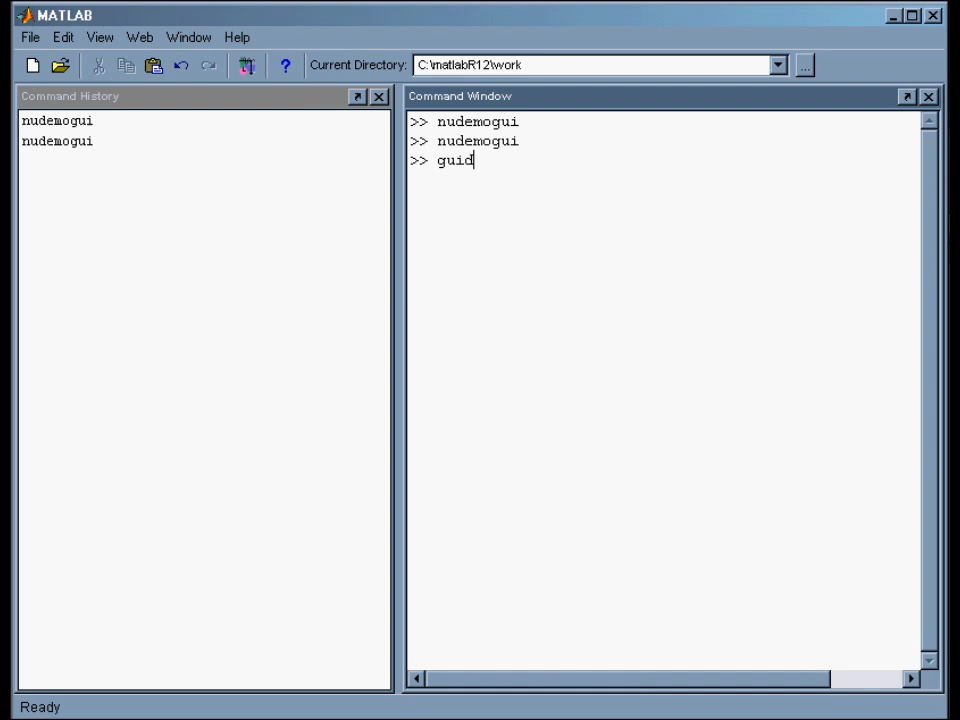 MATLAB
File Edit View Web Window Help
? Current Directory: C:\matlabR12\work ...
Command History
nudemogui
nudemogui
Command Window
>> nudemogui
>> nudemogui
>> guid
Ready